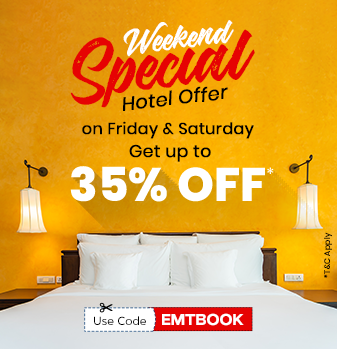 Weekend
Special
Hotel Offer
on Friday & Saturday
Get up to
35% OFF*
*T&C Apply
Use Code EMTBOOK